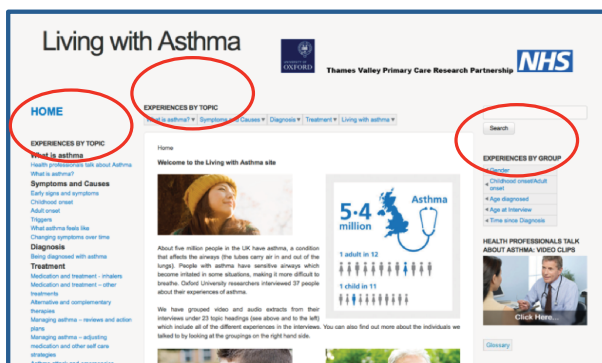 Living with Asthma
UNIVERSITY OF
OXFORD
Thames Valley Primary Care Research Partnership
NHS
HOME
EXPERIENCES BY TOPIC
What is asthma? Symptoms and Causes Diagnosis Treatment Living with asthma
Search
EXPERIENCES BY TOPIC
What is asthma
Health professionals talk about Asthma
What is asthma?
Symptoms and Causes
Early signs and symptoms
Childhood onset
Adult onset
Triggers
What asthma feels like
Changing symptoms over time
Diagnosis
Being diagnosed with asthma
Treatment
Medication and treatment - inhalers
Medication and treatment – other
treatments
Alternative and complementary
therapies
Managing asthma – reviews and action
plans
Managing asthma – adjusting
medication and other self care
strategies
Asthma attack and emergencies
Home
Welcome to the Living with Asthma site
5·4
million
Asthma
1 adult in 12
1 child in 11
About five million people in the UK have asthma, a condition
that affects the airways (the tubes carry air in and out of the
lungs). People with asthma have sensitive airways which
become irritated in some situations, making it more difficult to
breathe. Oxford University researchers interviewed 37 people
about their experiences of asthma.
We have grouped video and audio extracts from their
interviews under 23 topic headings (see above and to the left)
which include all of the different experiences in the interviews. You can also find out more about the individuals we
talked to by looking at the groupings on the right hand side.
EXPERIENCES BY GROUP
Gender
Childhood onset/Adult
onset
Age diagnosed
Age at Interview
Time since Diagnosis
HEALTH PROFESSIONALS TALK
ABOUT ASTHMA: VIDEO CLIPS
Click Here...
Glossary